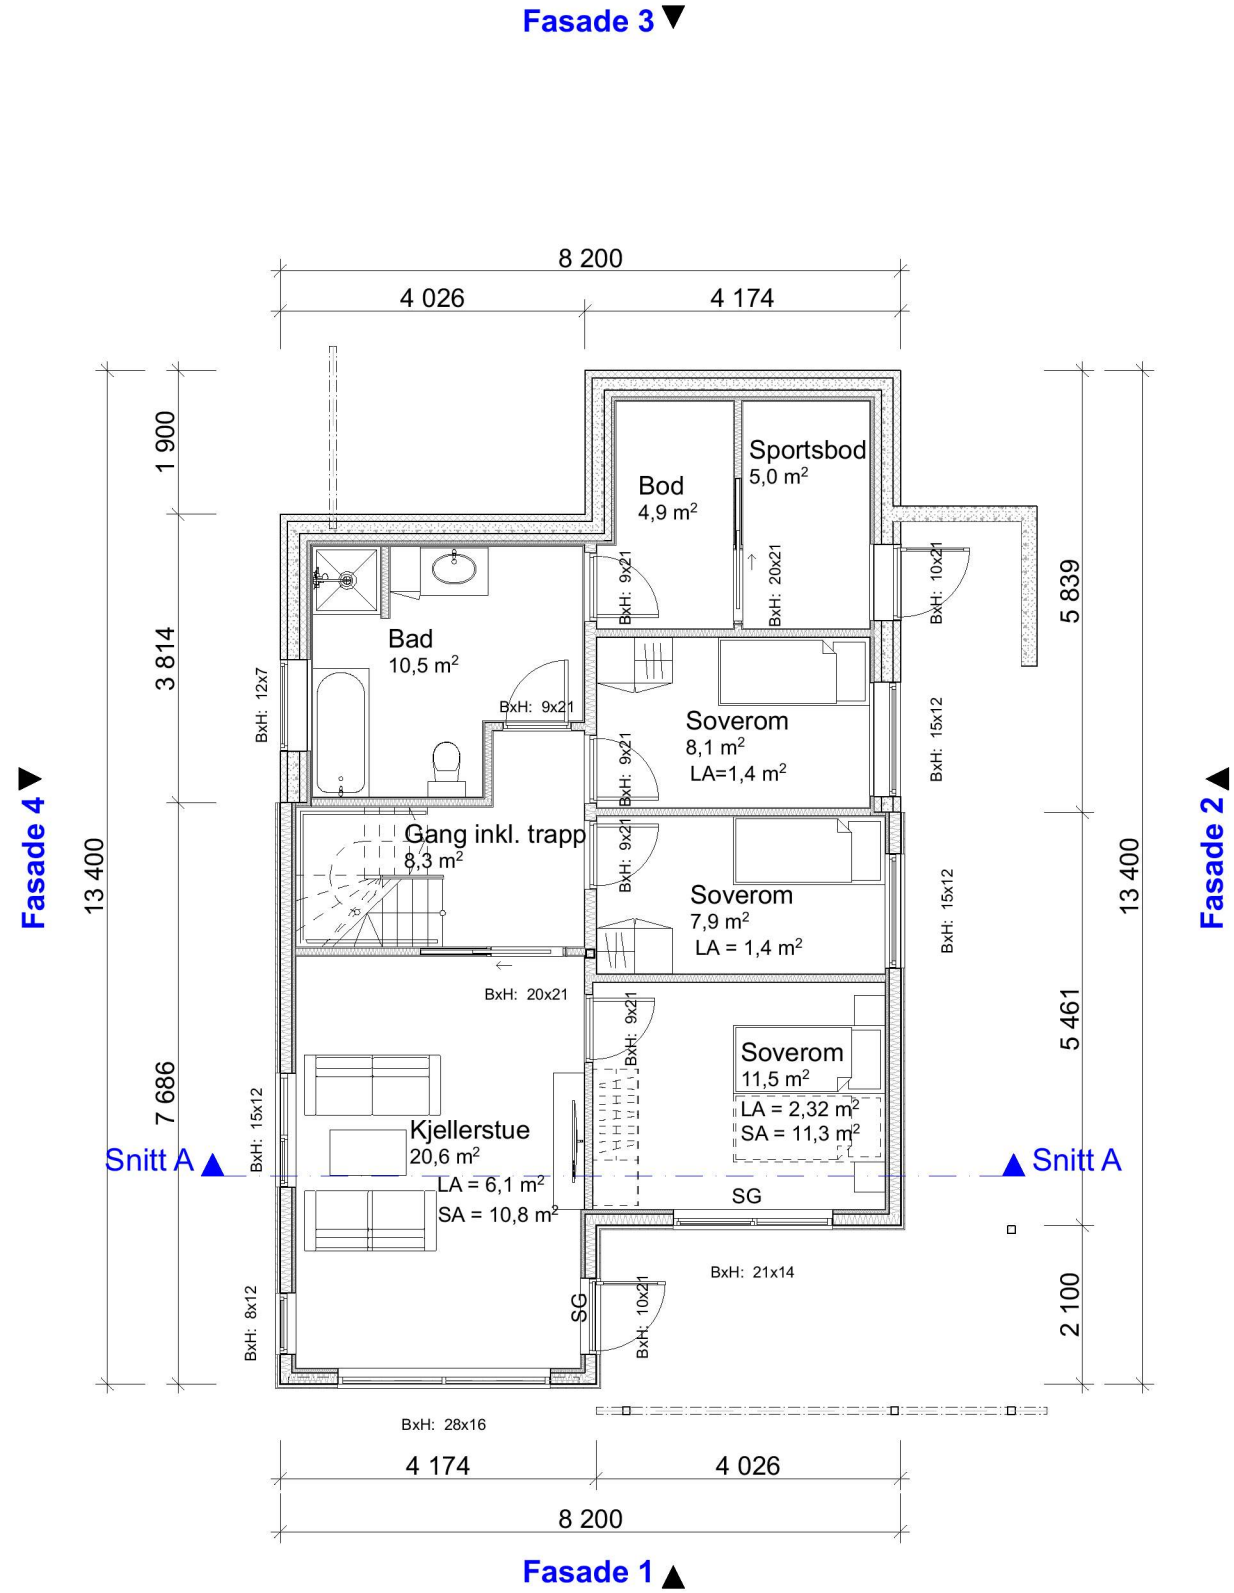 Fasade 3
8 200
4 026
4 174
1 900
3 814
7 686
13 400
5 839
5 461
2 100
13 400
Sportsbod
5,0 m²
Bod
4,9 m²
BxH: 9x21
BxH: 20x21
BxH: 10x21
Bad
10,5 m²
BxH: 12x7
BxH: 9x21
Soverom
8,1 m²
LA=1,4 m²
BxH: 9x21
BxH: 15x12
Fasade 4
Fasade 2
Gang inkl. trapp
8,3 m²
BxH: 9x21
Soverom
7,9 m²
LA = 1,4 m²
BxH: 15x12
BxH: 20x21
BxH: 9x21
Soverom
11,5 m²
LA = 2,32 m²
SA = 11,3 m²
Kjellerstue
20,6 m²
LA = 6,1 m²
SA = 10,8 m²
BxH: 15x12
Snitt A
Snitt A
SG
BxH: 21x14
SG
BxH: 10x21
BxH: 8x12
BxH: 28x16
4 174
4 026
8 200
Fasade 1